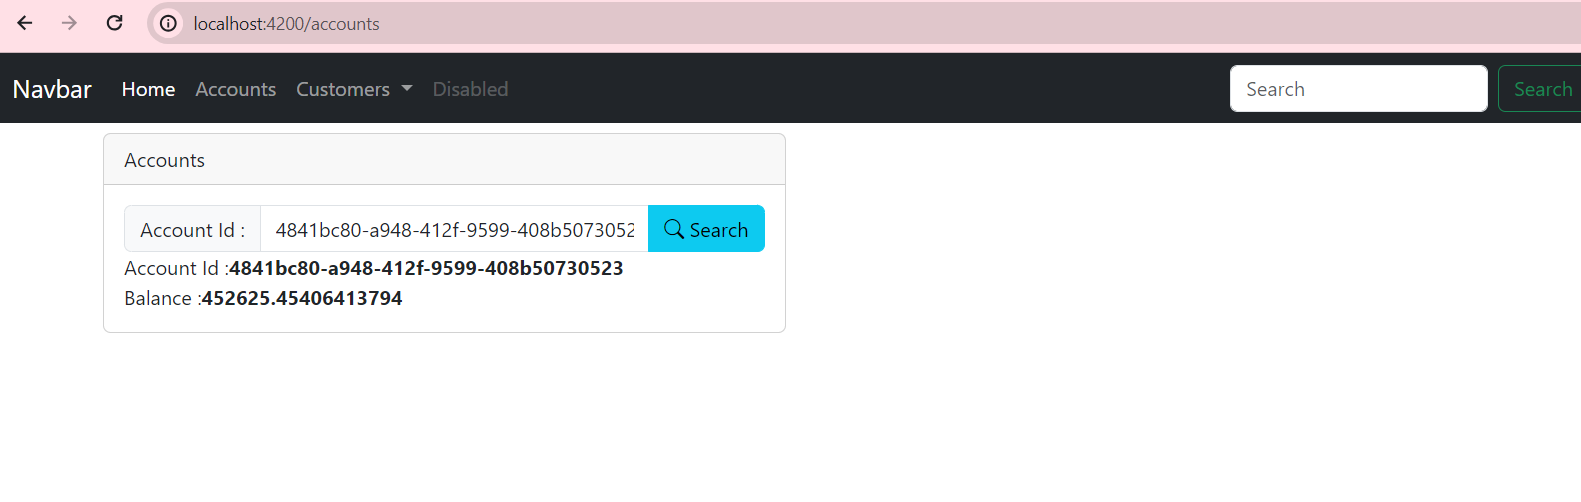 localhost:4200/accounts
Navbar Home Accounts Customers Disabled Search Search
Accounts
Account Id : 4841bc80-a948-412f-9599-408b5073052 Search
Account Id :4841bc80-a948-412f-9599-408b50730523
Balance :452625.45406413794